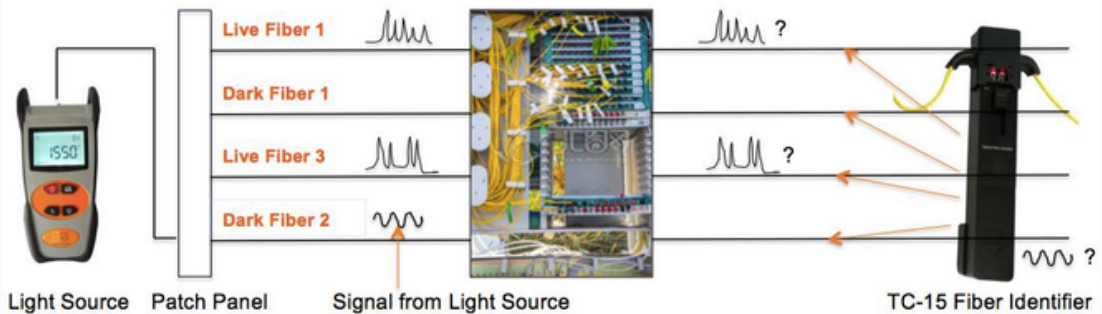 Live Fiber 1
?
Dark Fiber 1
1550
Live Fiber 3
?
Dark Fiber 2
?
Light Source
Patch Panel
Signal from Light Source
TC-15 Fiber Identifier